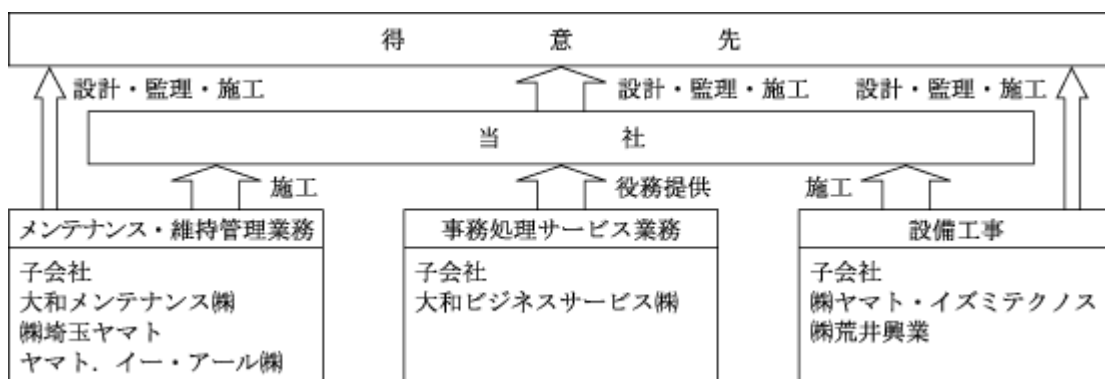 得意先
設計・監理・施工
設計・監理・施工
設計・監理・施工
当社
施工
役務提供
施工
メンテナンス・維持管理業務
子会社
大和メンテナンス㈱
㈱埼玉ヤマト
ヤマト．イー・アール㈱
事務処理サービス業務
子会社
大和ビジネスサービス㈱
設備工事
子会社
㈱ヤマト・イズミテクノス
㈱荒井興業